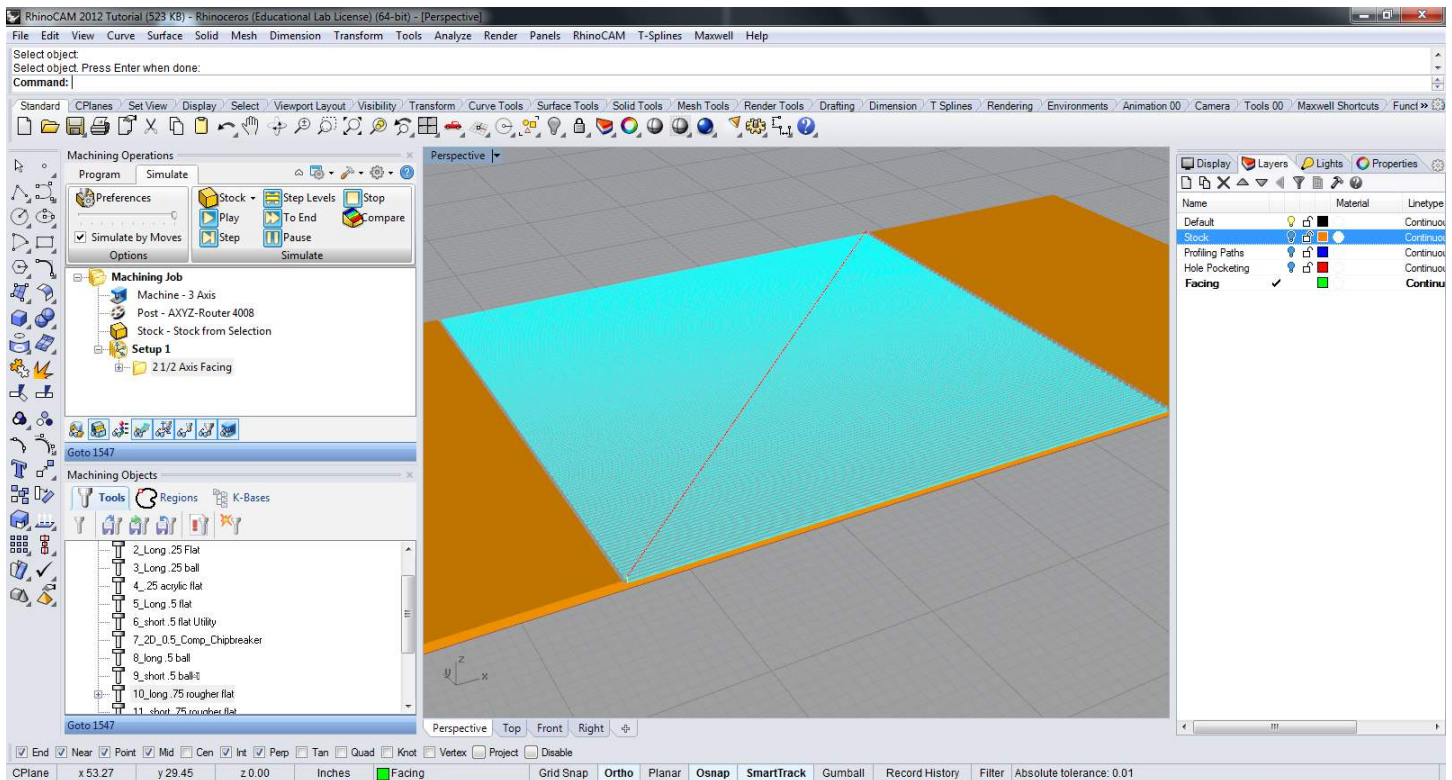 RhinoCAM 2012 Tutorial (523 KB) - Rhinoceros (Educational Lab License) (64-bit) - [Perspective]
File Edit View Curve Surface Solid Mesh Dimension Transform Tools Analyze Render Panels RhinoCAM T-Splines Maxwell Help
Select object:
Select object. Press Enter when done:
Command:
Standard CPlanes Set View Display Select Viewport Layout Visibility Transform Curve Tools Surface Tools Solid Tools Mesh Tools Render Tools Drafting Dimension T Splines Rendering Environments Animation 00 Camera Tools 00 Maxwell Shortcuts Funct »
Machining Operations
Program Simulate
Preferences
Simulate by Moves
Options
Stock Step Levels Stop
Play To End Compare
Step Pause
Simulate
Machining Job
Machine - 3 Axis
Post - AXYZ-Router 4008
Stock - Stock from Selection
Setup 1
2 1/2 Axis Facing
Goto 1547
Machining Objects
Tools Regions K-Bases
2_Long .25 Flat
3_Long .25 ball
4_.25 acrylic flat
5_Long .5 flat
6_short .5 flat Utility
7_2D_0.5_Comp_Chipbreaker
8_long .5 ball
9_short .5 ball
10_long .75 rougher flat
11_short .75 rougher flat
Goto 1547
Perspective
z
y
x
Perspective Top Front Right
Display Layers Lights Properties
Name Material Linetype
Default Continuou
Stock Continuou
Profiling Paths Continuou
Hole Pocketing Continuou
Facing Continu
End Near Point Mid Cen Int Perp Tan Quad Knot Vertex Project Disable
CPlane x 53.27 y 29.45 z 0.00 Inches Facing Grid Snap Ortho Planar Osnap SmartTrack Gumball Record History Filter Absolute tolerance: 0.01